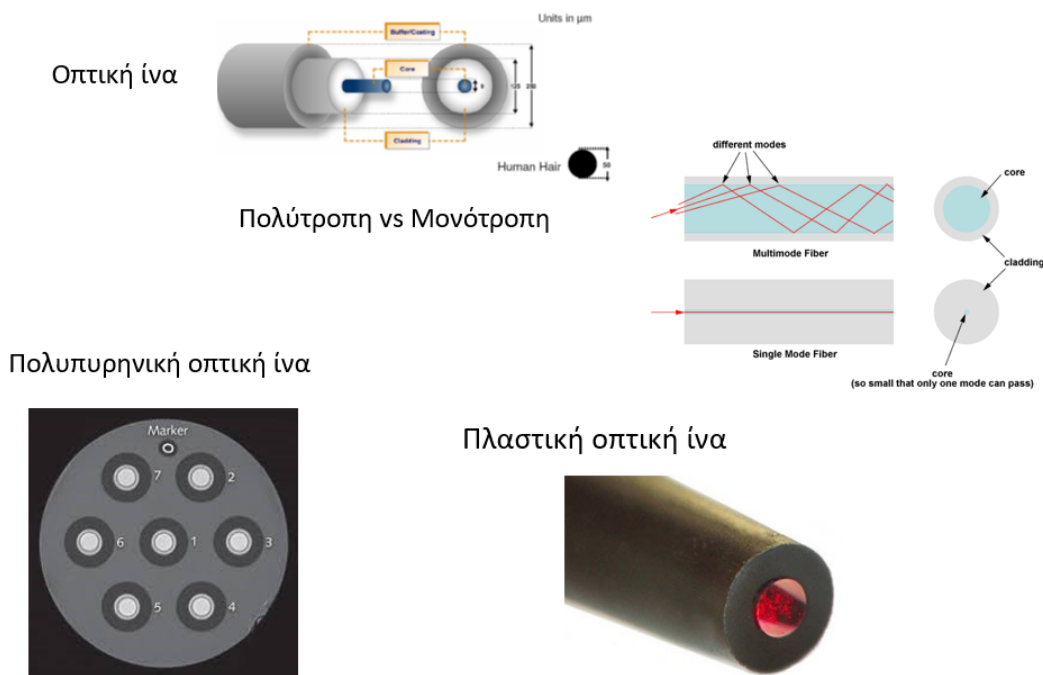 Units in µm
Buffer/Coating
Οπτική ίνα
Core
9
125
250
Cladding
Human Hair
50
Πολύτροπη vs Μονότροπη
different modes
core
Multimode Fiber
cladding
Single Mode Fiber
core
(so small that only one mode can pass)
Πολυπυρηνική οπτική ίνα
Marker
7
2
6
1
3
5
4
Πλαστική οπτική ίνα